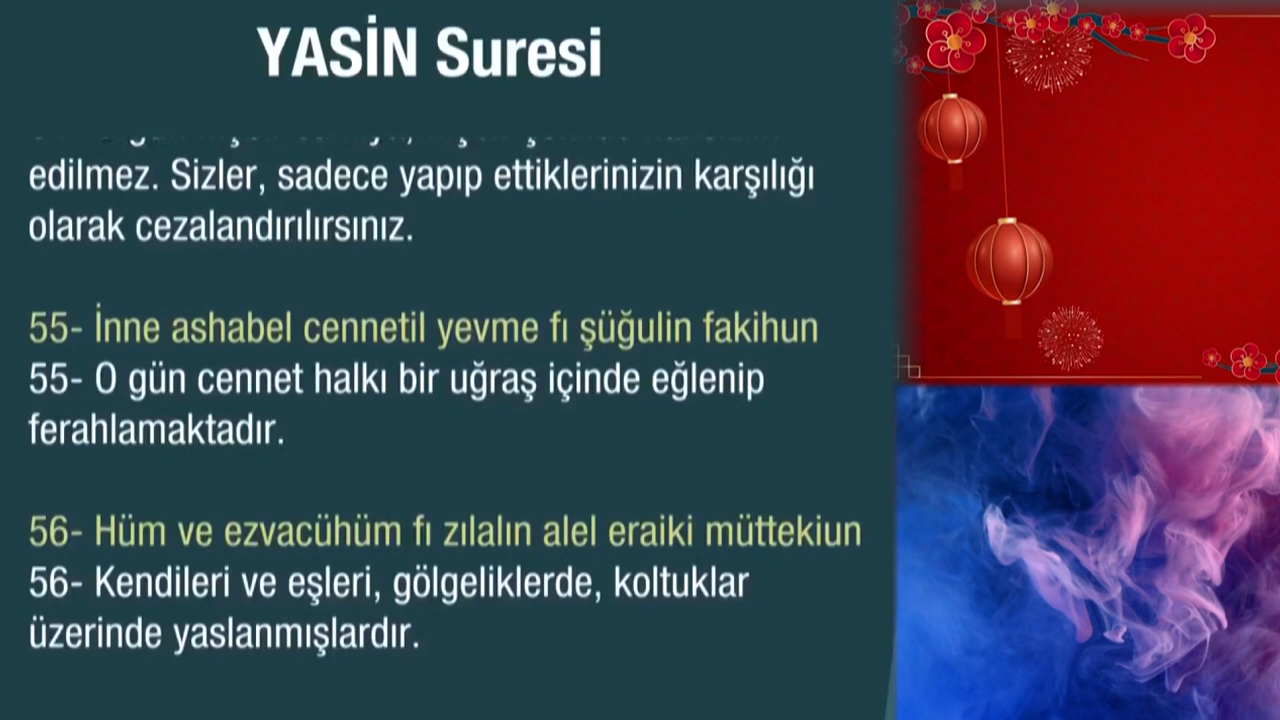 YASİN Suresi
edilmez. Sizler, sadece yapıp ettiklerinizin karşılığı
olarak cezalandırılırsınız.
55- İnne ashabel cennetil yevme fı şüğulin fakihun
55- O gün cennet halkı bir uğraş içinde eğlenip
ferahlamaktadır.
56- Hüm ve ezvacühüm fı zılalın alel eraiki müttekiun
56- Kendileri ve eşleri, gölgeliklerde, koltuklar
üzerinde yaslanmışlardır.